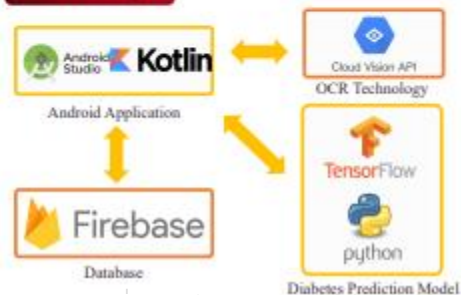 Android
Studio
Kotlin
Android Application
Cloud Vision API
OCR Technology
TensorFlow
python
Diabetes Prediction Model
Firebase
Database